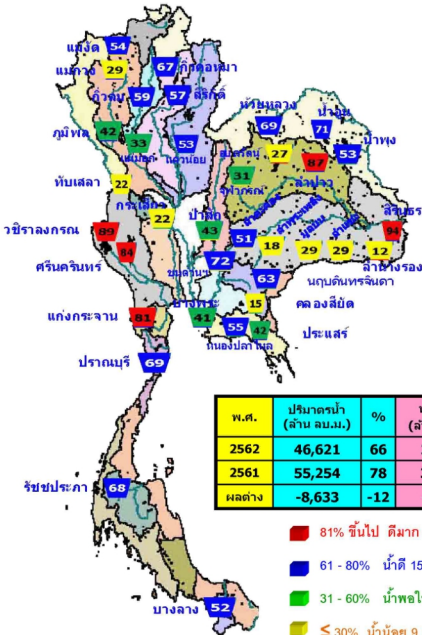 แม่งัด 54
แม่กวง 29
67 กิ่วคอหมา
กิ่วลม 59
57 สิริกิติ์
ภูมิพล 42
33
53
แควน้อย
ห้วยหลวง 69
น้ำอูน 71
น้ำพุง 53
27
87
ลำปาว
31
จุฬาภรณ์
ทับเสลา 22
กระเสียว 22
ป่าสัก 43
สิรินธร 94
วชิราลงกรณ 89
84
ศรีนครินทร์
51
18
29
29
12
ลำนางรอง
72
ขุนด่านฯ
63
นฤบดินทรจินดา
15
คลองสียัด
แก่งกระจาน 81
บางพระ 41
55
42
ประแสร์
ปราณบุรี 69
รัชชประภา 68
บางลาง 52
พ.ศ. ปริมาตรน้ำ (ล้าน ลบ.ม.) %
2562 46,621 66
2561 55,254 78
ผลต่าง -8,633 -12
81% ขึ้นไป ดีมาก
61 - 80% น้ำดี 15
31 - 60% น้ำพอใ
≤ 30% น้ำน้อย 9